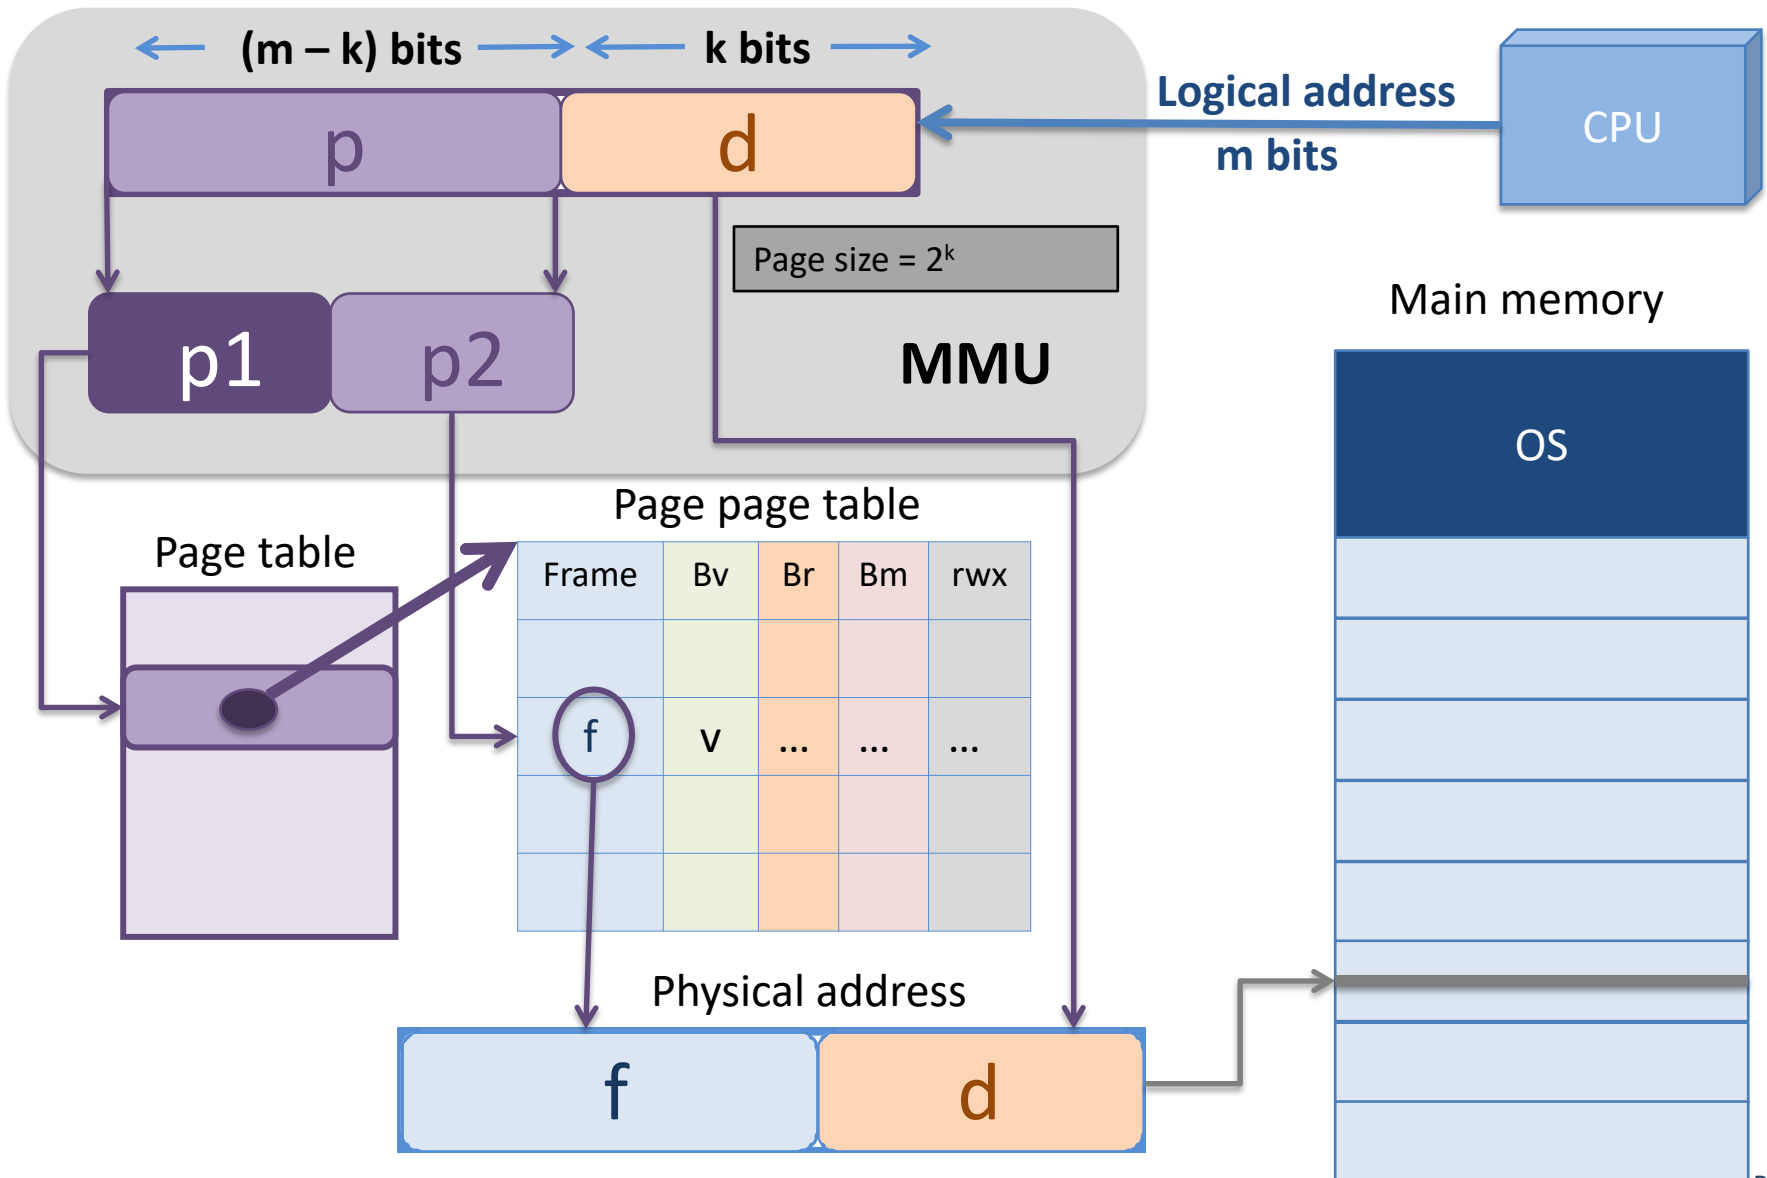 (m – k) bits
k bits
p
d
Logical address
m bits
CPU
Page size = 2ᵏ
p1
p2
MMU
Main memory
OS
Page page table
Page table
Frame Bv Br Bm rwx
f v ... ... ...
Physical address
f
d